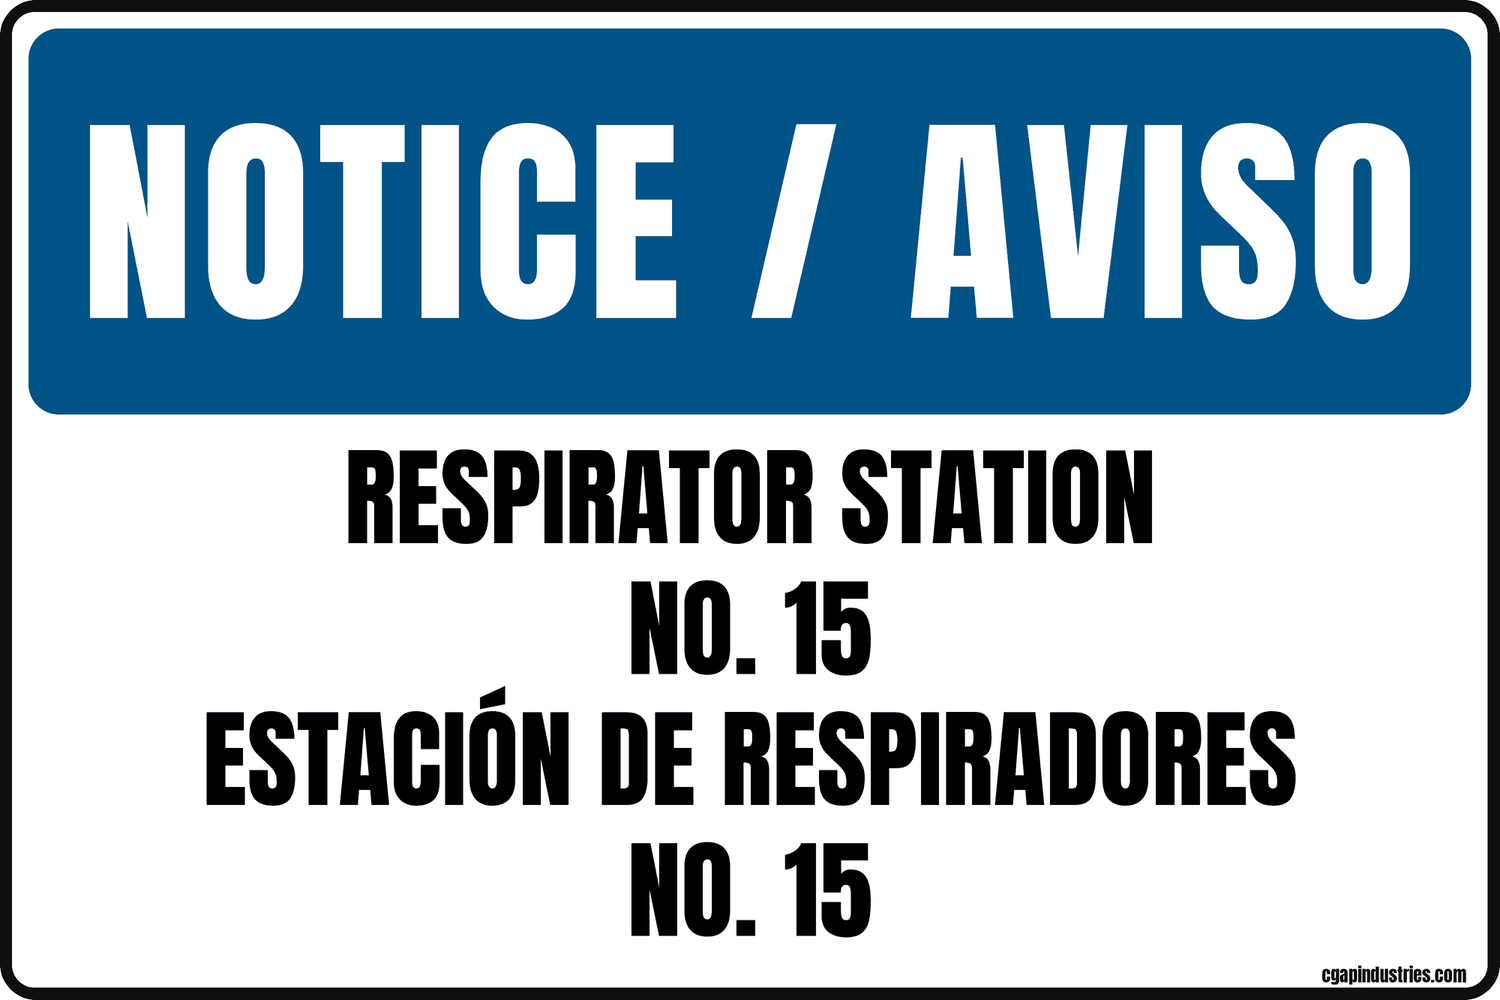 NOTICE / AVISO
RESPIRATOR STATION
NO. 15
ESTACIÓN DE RESPIRADORES
NO. 15
cgapindustries.com